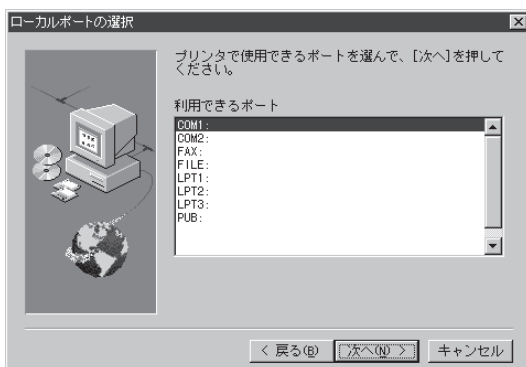 ローカルポートの選択
プリンタで使用できるポートを選んで、[次へ]を押して
ください。
利用できるポート
COM1:
COM2:
FAX:
FILE:
LPT1:
LPT2:
LPT3:
PUB:
< 戻る(B) 次へ(N) > キャンセル